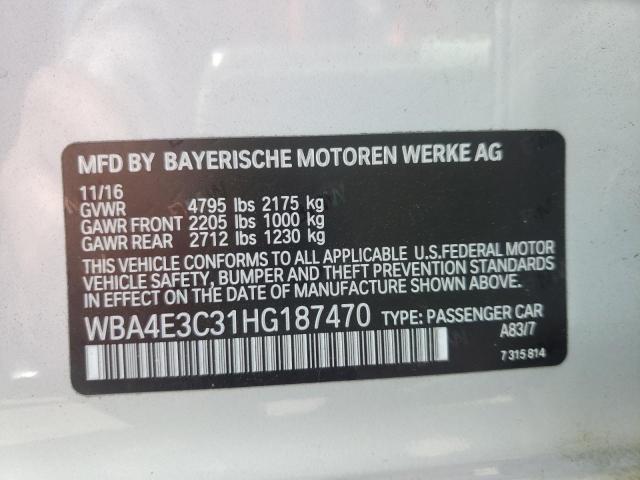 MFD BY BAYERISCHE MOTOREN WERKE AG
11/16
GVWR 4795 lbs 2175 kg
GAWR FRONT 2205 lbs 1000 kg
GAWR REAR 2712 lbs 1230 kg
THIS VEHICLE CONFORMS TO ALL APPLICABLE U.S.FEDERAL MOTOR
VEHICLE SAFETY, BUMPER AND THEFT PREVENTION STANDARDS
IN EFFECT ON THE DATE OF MANUFACTURE SHOWN ABOVE.
WBA4E3C31HG187470 TYPE: PASSENGER CAR
A83/7
7 315 814